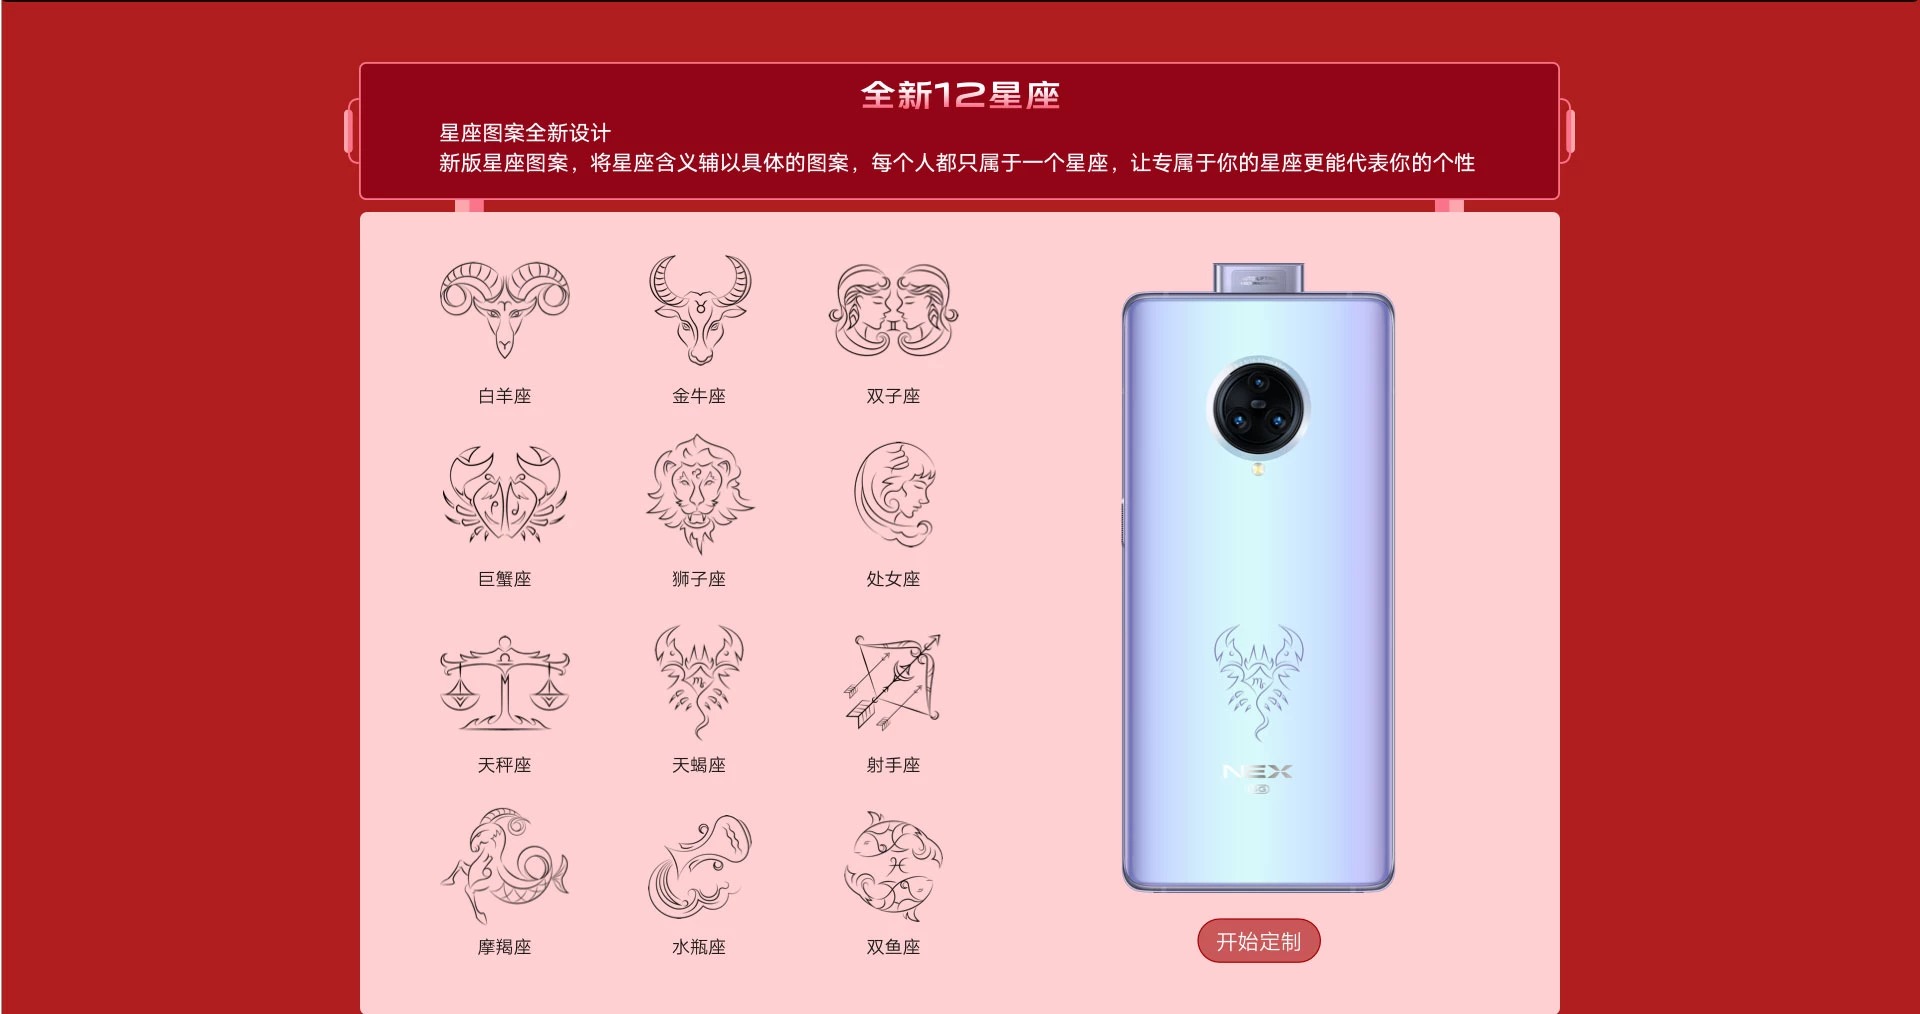 全新12星座
星座图案全新设计
新版星座图案，将星座含义辅以具体的图案，每个人都只属于一个星座，让专属于你的星座更能代表你的个性
白羊座
金牛座
双子座
巨蟹座
狮子座
处女座
天秤座
天蝎座
射手座
摩羯座
水瓶座
双鱼座
NEX
5G
开始定制